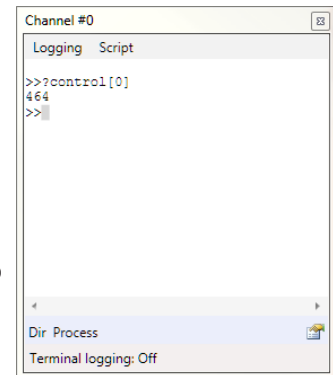 Channel #0
Logging Script
>>?control[0]
464
>>
Dir Process
Terminal logging: Off